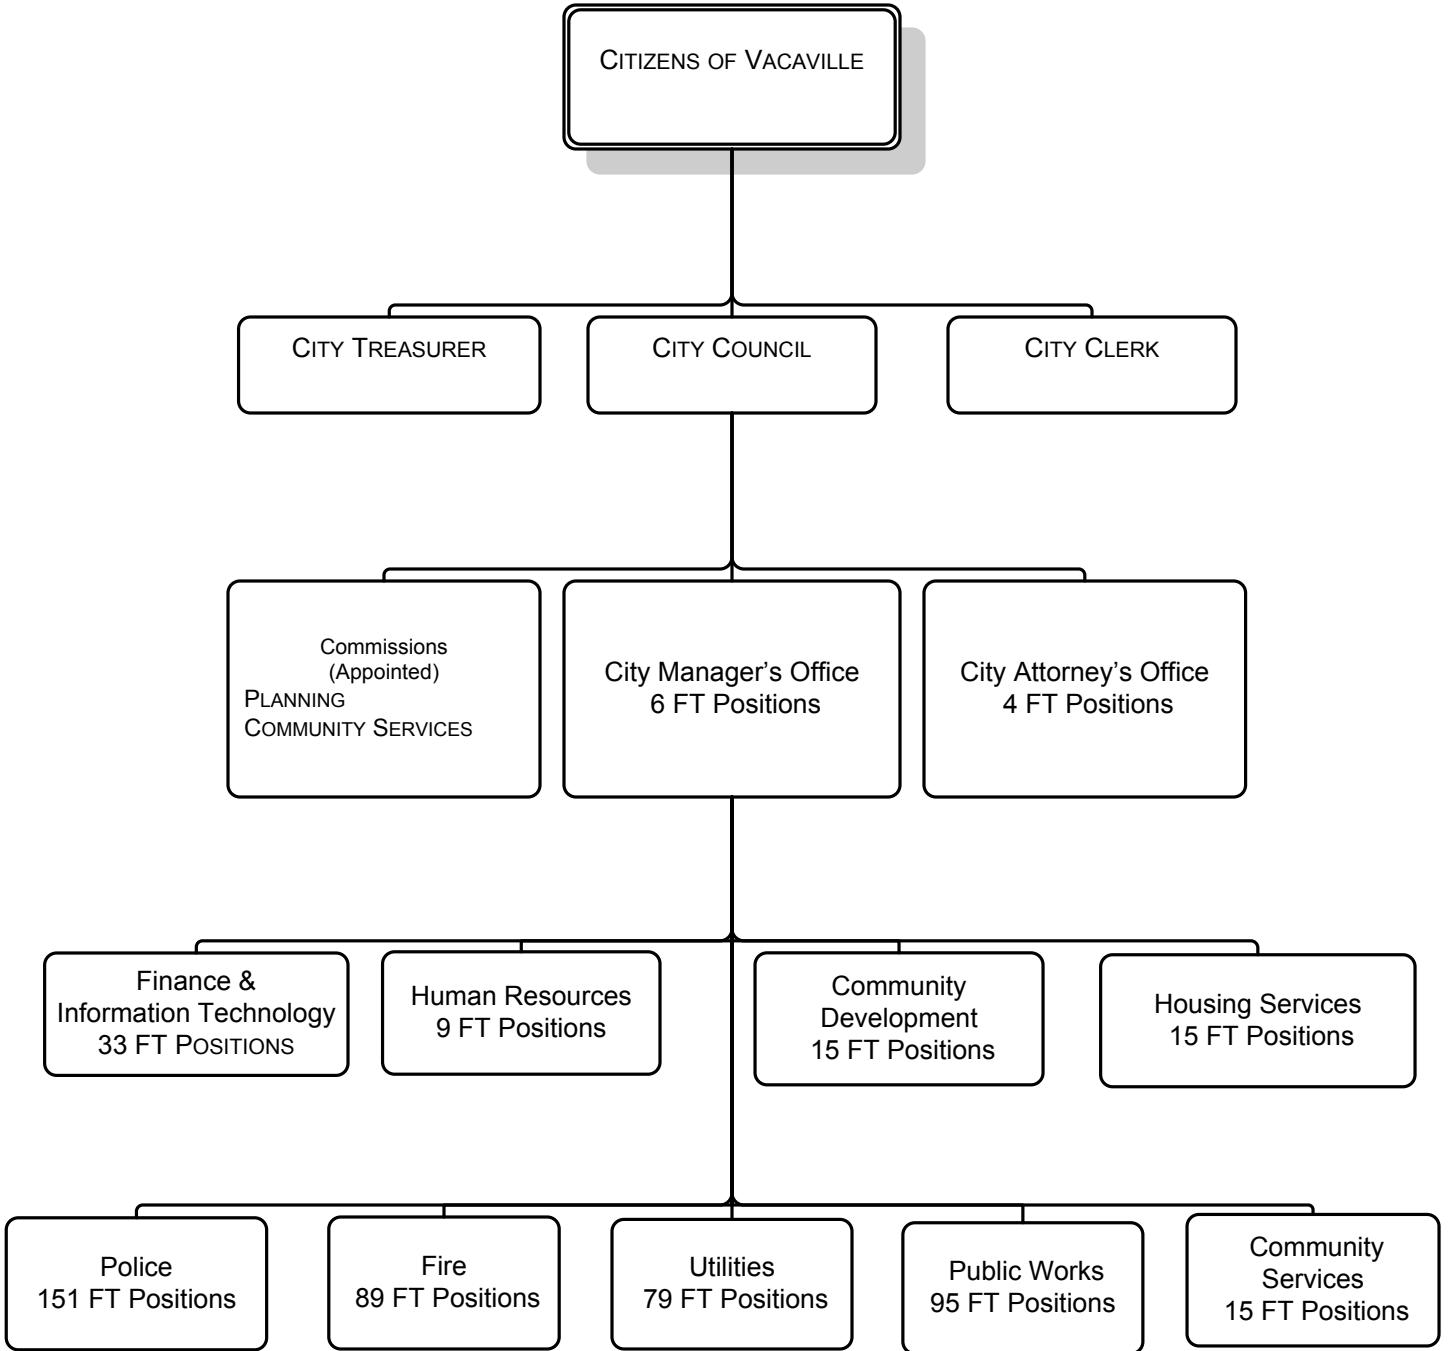 CITIZENS OF VACAVILLE
CITY TREASURER
CITY COUNCIL
CITY CLERK
Commissions
(Appointed)
PLANNING
COMMUNITY SERVICES
City Manager’s Office
6 FT Positions
City Attorney’s Office
4 FT Positions
Finance &
Information Technology
33 FT POSITIONS
Human Resources
9 FT Positions
Community
Development
15 FT Positions
Housing Services
15 FT Positions
Police
151 FT Positions
Fire
89 FT Positions
Utilities
79 FT Positions
Public Works
95 FT Positions
Community
Services
15 FT Positions